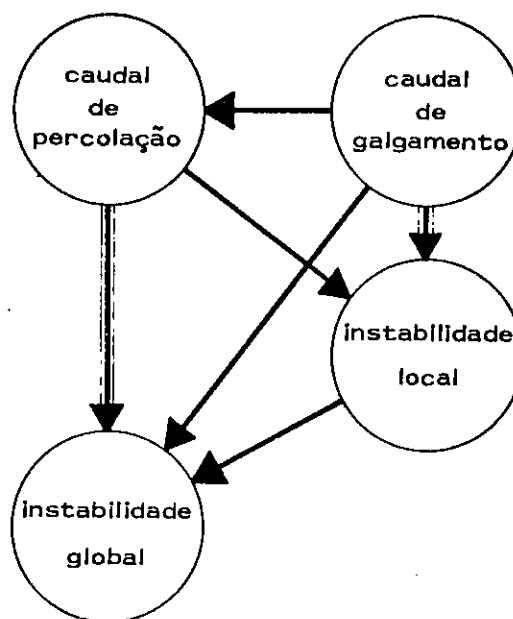 caudal
de
percolação
caudal
de
galgamento
instabilidade
local
instabilidade
global